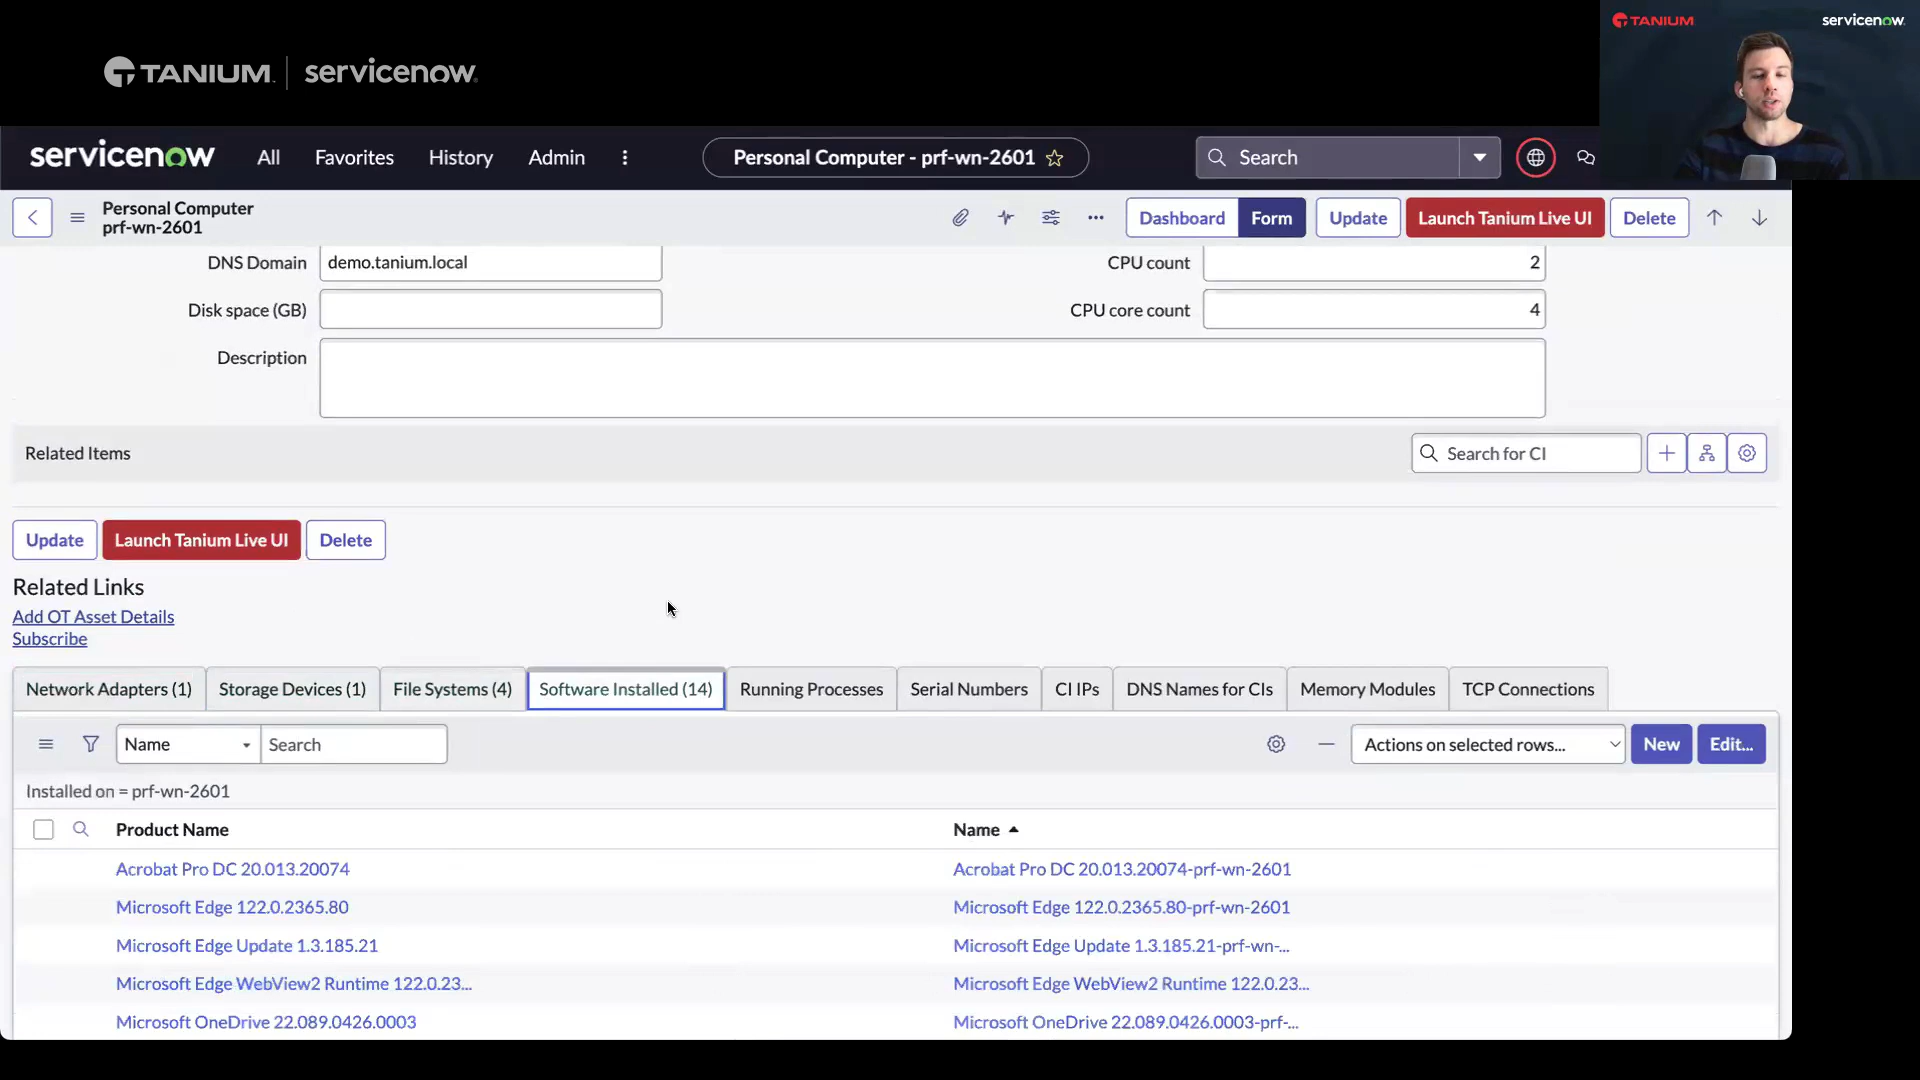 TANIUM servicenow
TANIUM servicenow
servicenow All Favorites History Admin Personal Computer - prf-wn-2601 Search
Personal Computer
prf-wn-2601
Dashboard Form Update Launch Tanium Live UI Delete
DNS Domain demo.tanium.local CPU count 2
Disk space (GB) CPU core count 4
Description
Related Items Search for CI
Update Launch Tanium Live UI Delete
Related Links
Add OT Asset Details
Subscribe
Network Adapters (1) Storage Devices (1) File Systems (4) Software Installed (14) Running Processes Serial Numbers CI IPs DNS Names for CIs Memory Modules TCP Connections
Name Search Actions on selected rows... New Edit...
Installed on = prf-wn-2601
Product Name Name
Acrobat Pro DC 20.013.20074 Acrobat Pro DC 20.013.20074-prf-wn-2601
Microsoft Edge 122.0.2365.80 Microsoft Edge 122.0.2365.80-prf-wn-2601
Microsoft Edge Update 1.3.185.21 Microsoft Edge Update 1.3.185.21-prf-wn-...
Microsoft Edge WebView2 Runtime 122.0.23... Microsoft Edge WebView2 Runtime 122.0.23...
Microsoft OneDrive 22.089.0426.0003 Microsoft OneDrive 22.089.0426.0003-prf-...